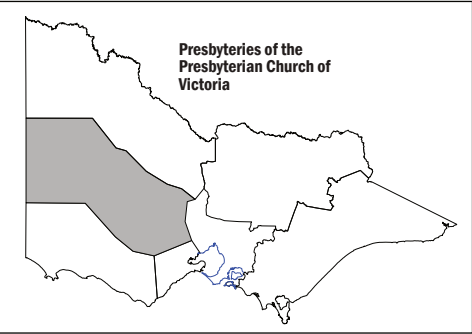 Presbyteries of the
Presbyterian Church of
Victoria